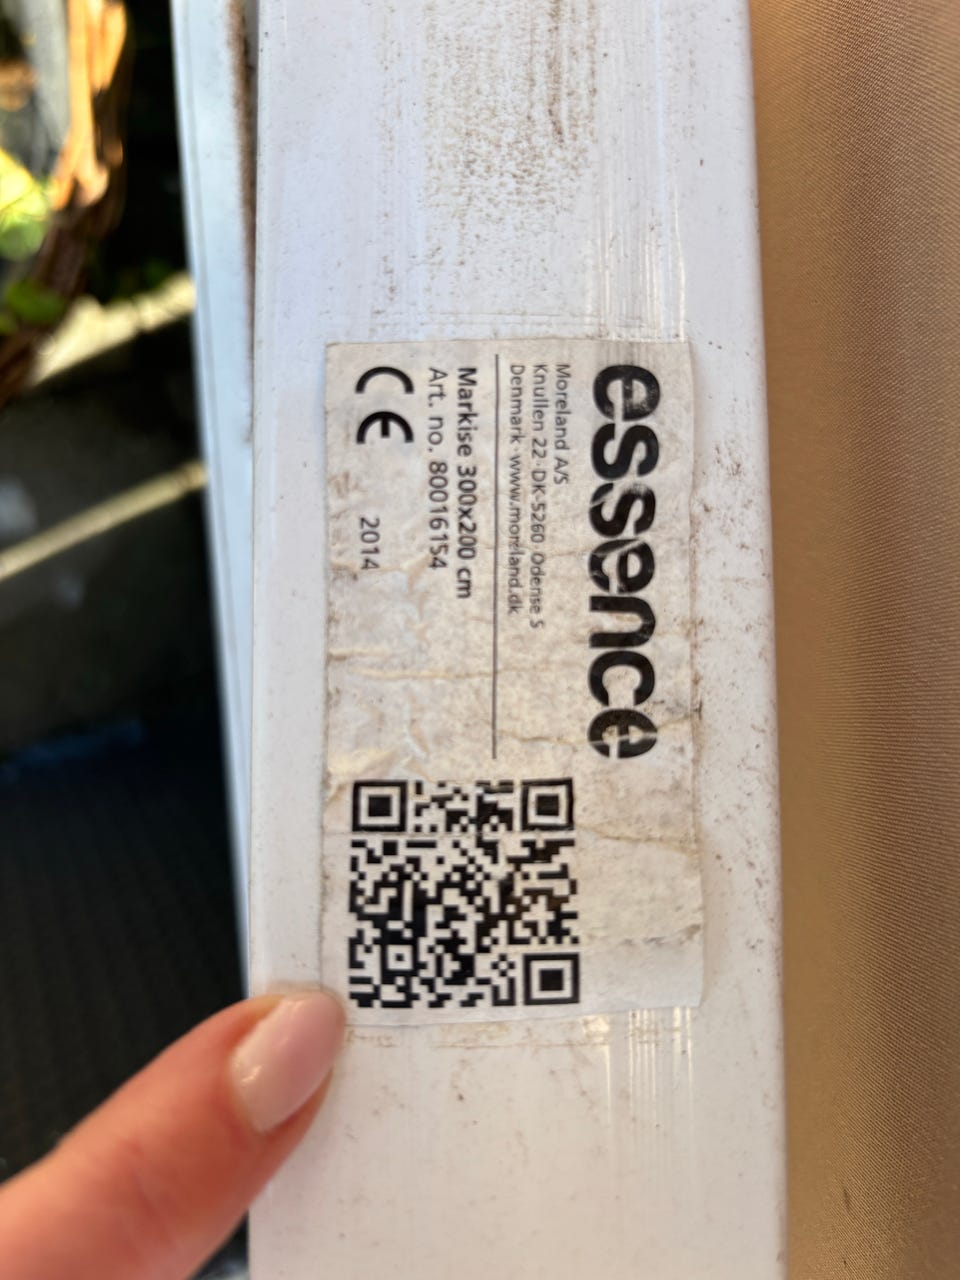 essence
Moreland A/S
Knullen 22 · DK-5260 Odense S
Denmark · www.moreland.dk
Markise 300x200 cm
Art. no. 80016154
CE 2014